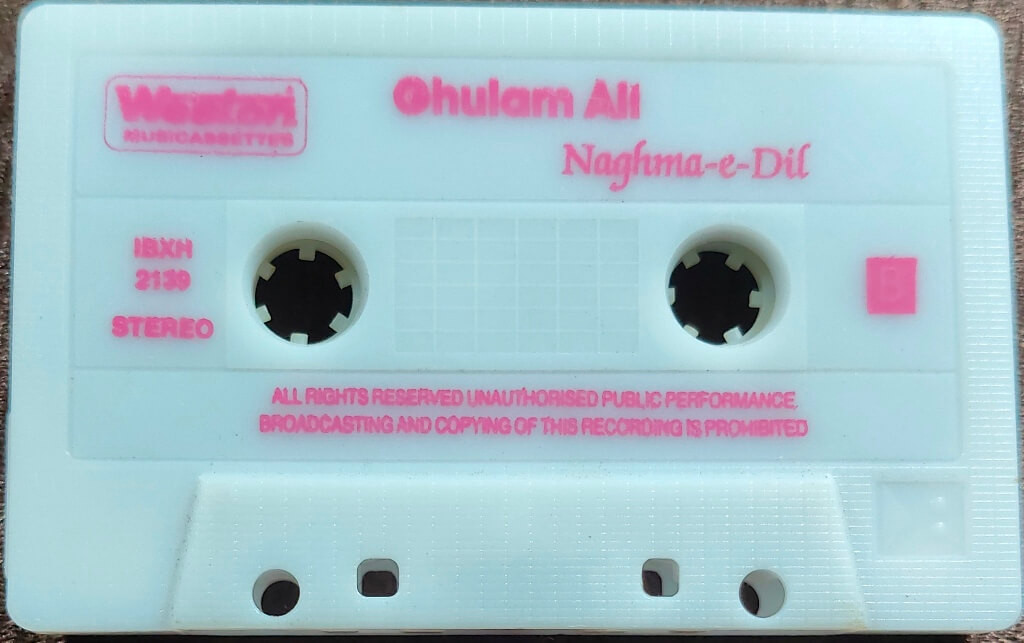 Weston
MUSICASSETTES
Ghulam Ali
Naghma-e-Dil
IBXH
2139
STEREO
B
ALL RIGHTS RESERVED UNAUTHORISED PUBLIC PERFORMANCE.
BROADCASTING AND COPYING OF THIS RECORDING IS PROHIBITED